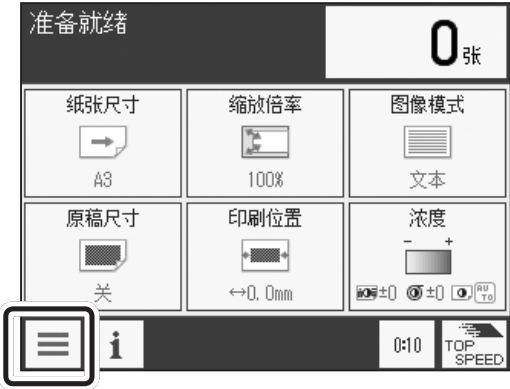 准备就绪
0张
纸张尺寸
缩放倍率
图像模式
A3
100%
文本
原稿尺寸
印刷位置
浓度
- +
关
↔0.0mm
±0 ±0 AUTO
i
0:10
TOP
SPEED